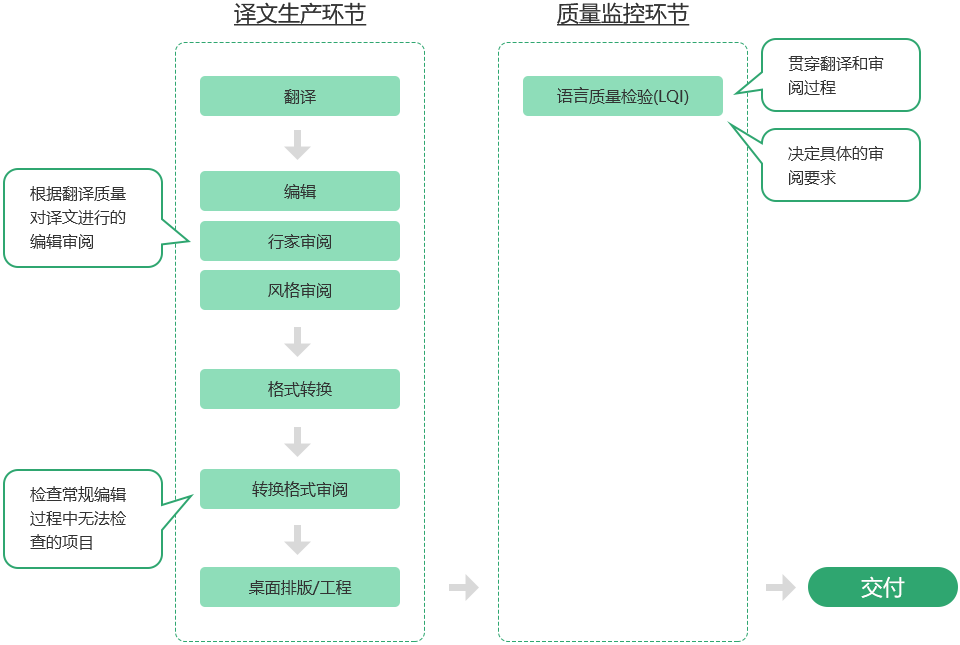 译文生产环节
质量监控环节
翻译
编辑
行家审阅
风格审阅
格式转换
转换格式审阅
桌面排版/工程
根据翻译质量
对译文进行的
编辑审阅
检查常规编辑
过程中无法检
查的项目
语言质量检验(LQI)
贯穿翻译和审
阅过程
决定具体的审
阅要求
交付